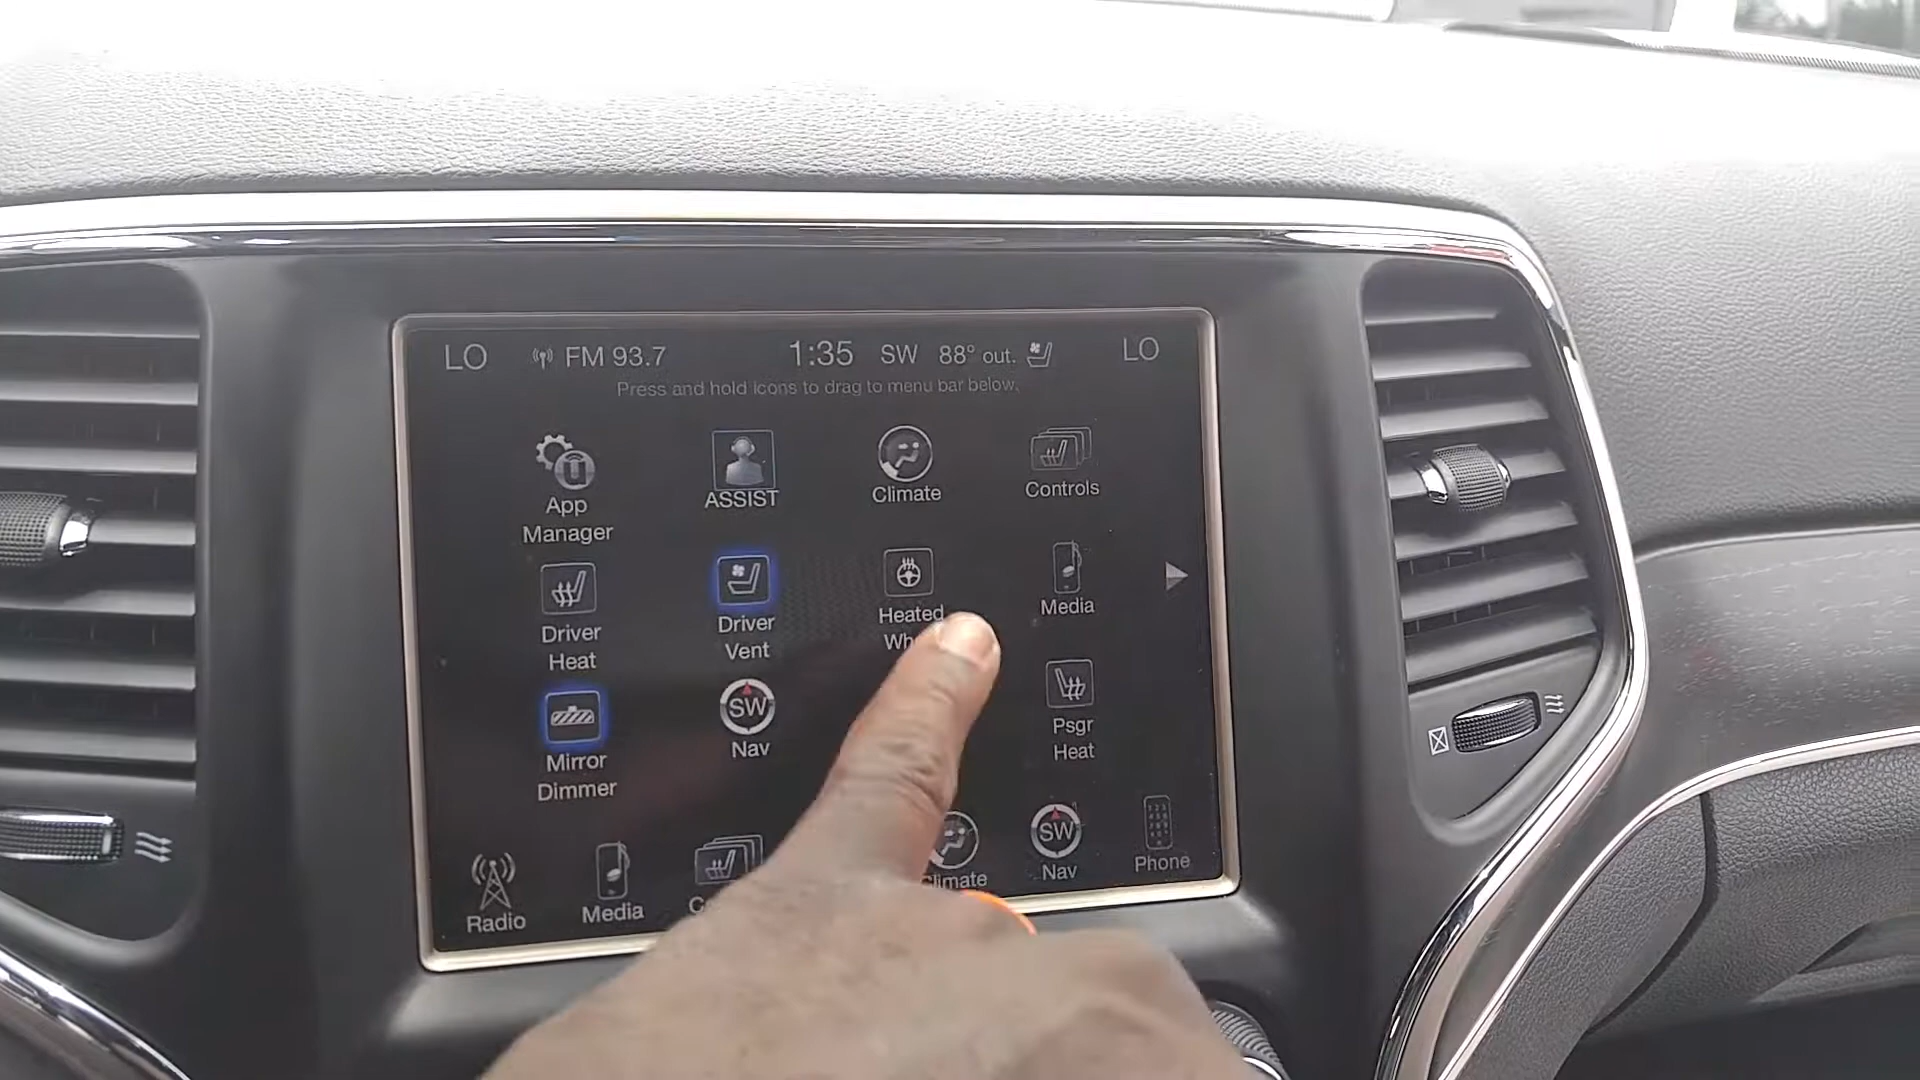 LO FM 93.7 1:35 SW 88° out. LO
Press and hold icons to drag to menu bar below.
App
Manager
ASSIST
Climate
Controls
Driver
Heat
Driver
Vent
Heated
Media
Mirror
Dimmer
SW
Nav
Psgr
Heat
Radio
Media
Climate
SW
Nav
Phone